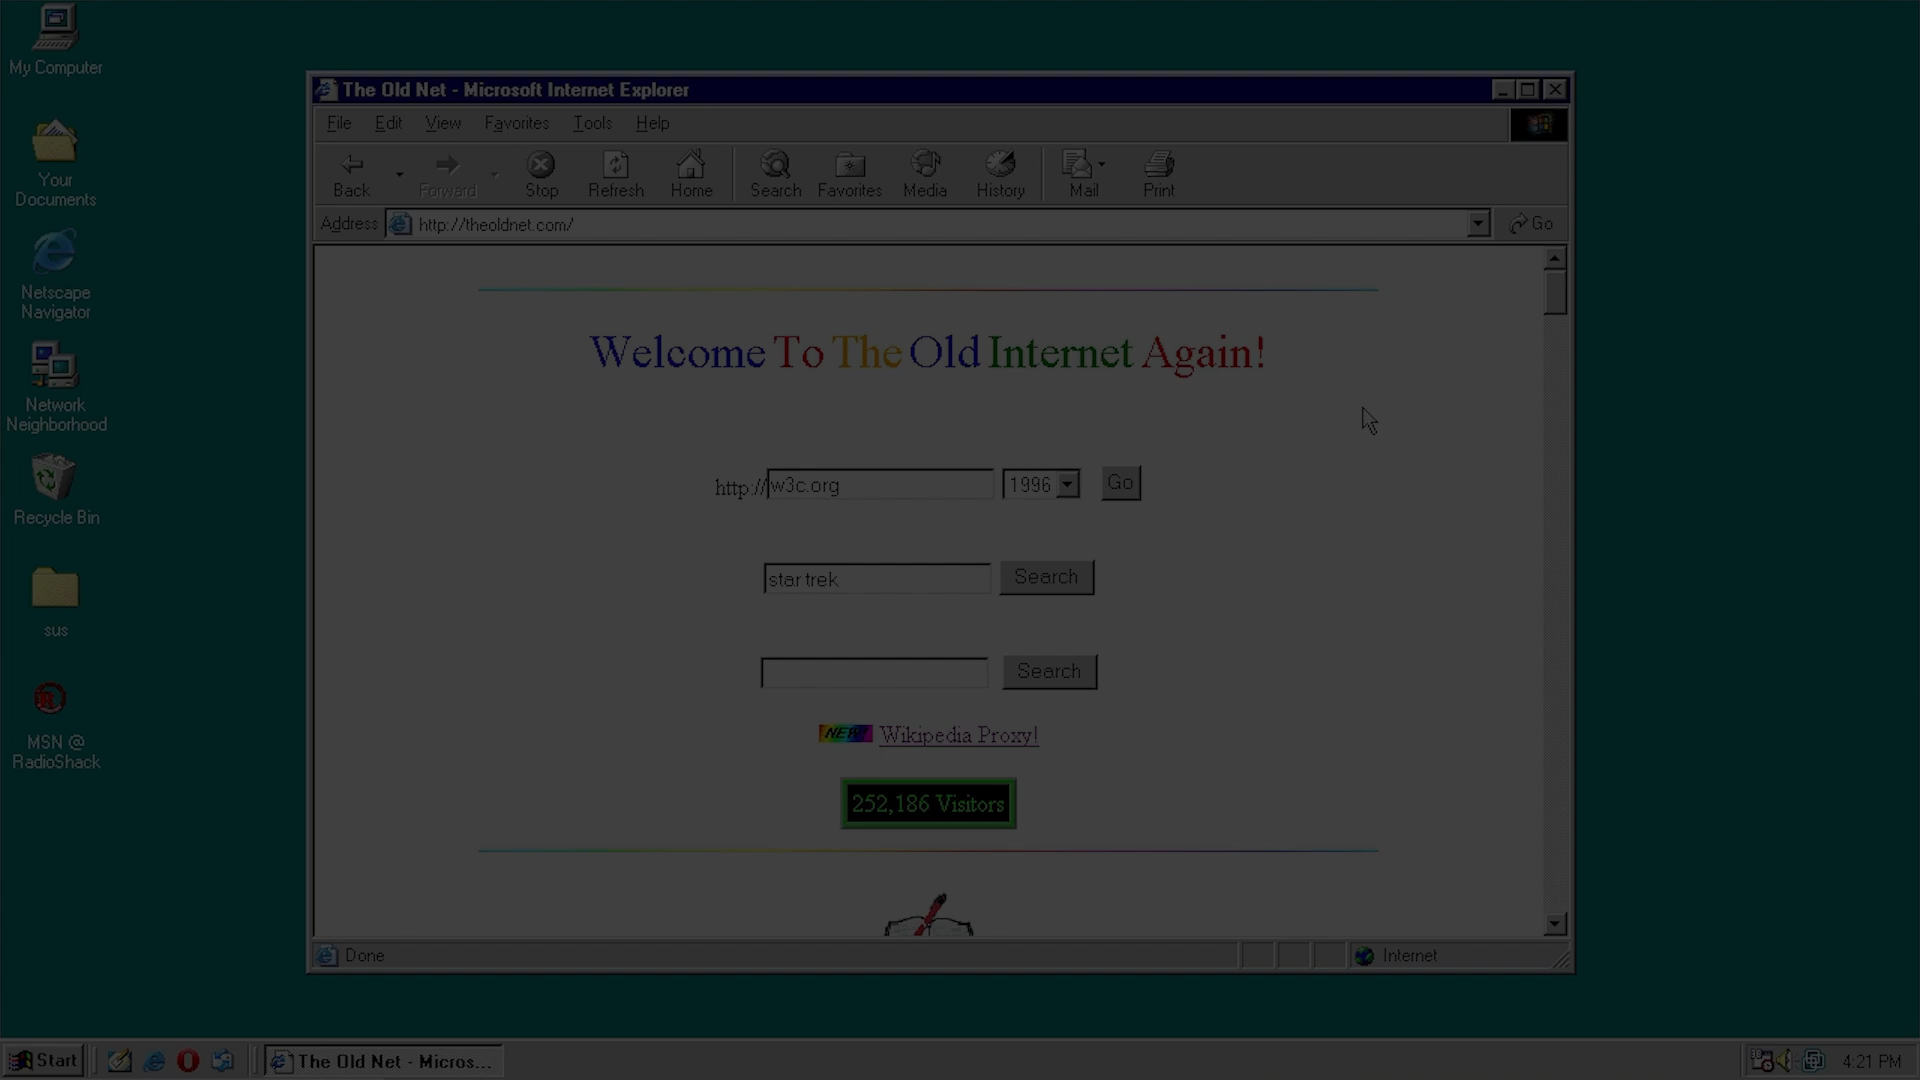 My Computer
Your
Documents
Netscape
Navigator
Network
Neighborhood
Recycle Bin
sus
MSN @
RadioShack
The Old Net - Microsoft Internet Explorer
File Edit View Favorites Tools Help
Back Forward Stop Refresh Home Search Favorites Media History Mail Print
Address http://theoldnet.com/ Go
Welcome To The Old Internet Again!
http:// w3c.org 1996 Go
star trek Search
Search
NEW! Wikipedia Proxy!
252,186 Visitors
Done Internet
Start The Old Net - Micros... 4:21 PM